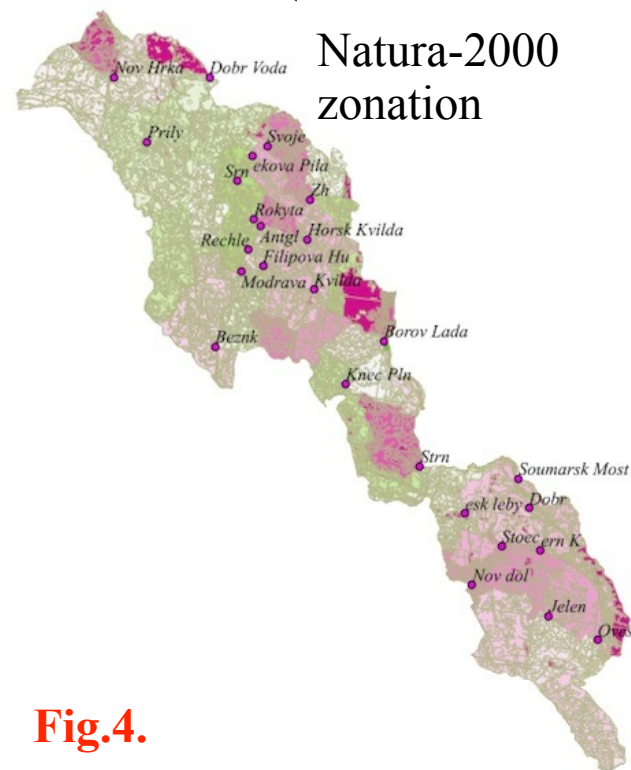 Natura-2000
zonation
Nov Hrka
Dobr Voda
Prily
Svoje
ekova Pila
Srn
Zh
Rokyta
Antgl
Horsk Kvilda
Rechle
Filipova Hu
Modrava
Kvilda
Borov Lada
Beznk
Knec Pln
Strn
Soumarsk Most
esk leby
Dobr
Stoec
ern K
Nov dol
Jelen
Oves
Fig.4.